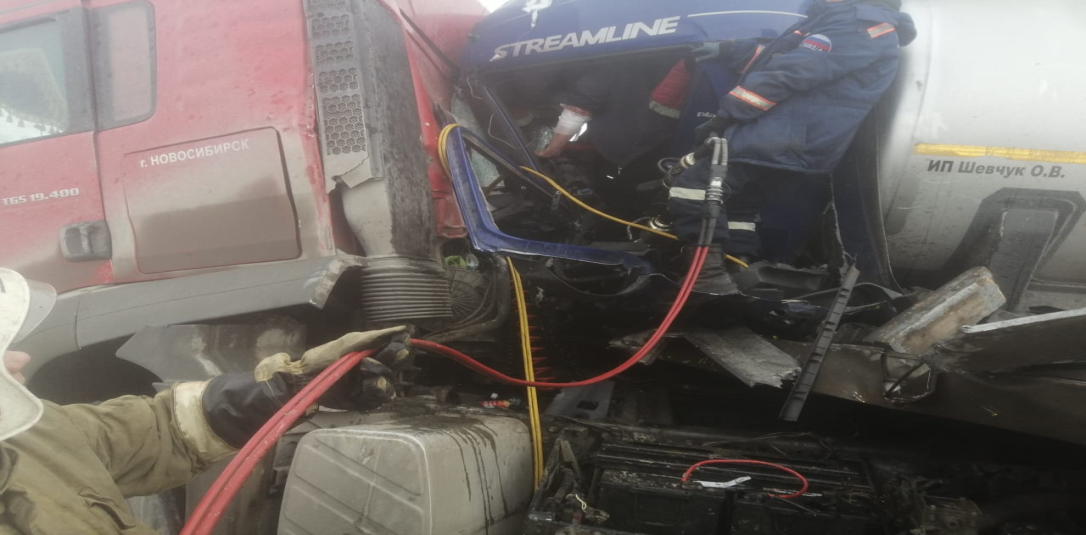 STREAMLINE
г. НОВОСИБИРСК
TGS 19.400
ИП Шевчук О.В.